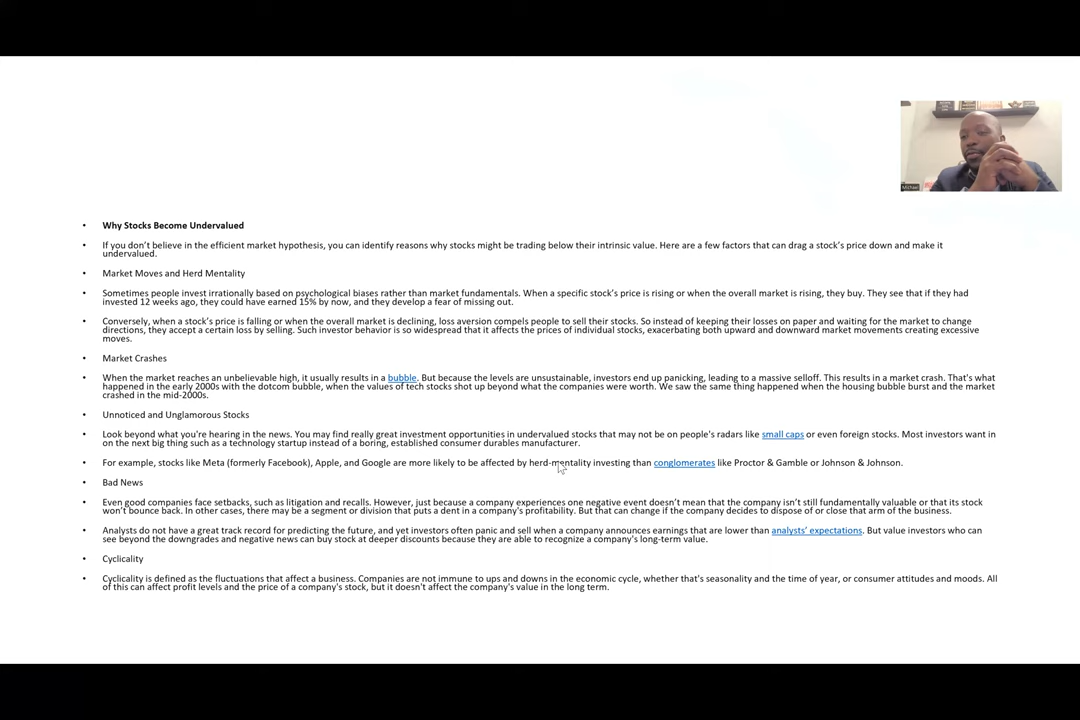 • Why Stocks Become Undervalued
• If you don't believe in the efficient market hypothesis, you can identify reasons why stocks might be trading below their intrinsic value. Here are a few factors that can drag a stock's price down and make it
undervalued.
• Market Moves and Herd Mentality
• Sometimes people invest irrationally based on psychological biases rather than market fundamentals. When a specific stock's price is rising or when the overall market is rising, they buy. They see that if they had
invested 12 weeks ago, they could have earned 15% by now, and they develop a fear of missing out.
• Conversely, when a stock's price is falling or when the overall market is declining, loss aversion compels people to sell their stocks. So instead of keeping their losses on paper and waiting for the market to change
directions, they accept a certain loss by selling. Such investor behavior is so widespread that it affects the prices of individual stocks, exacerbating both upward and downward market movements creating excessive
moves.
• Market Crashes
• When the market reaches an unbelievable high, it usually results in a bubble. But because the levels are unsustainable, investors end up panicking, leading to a massive selloff. This results in a market crash. That's what
happened in the early 2000s with the dotcom bubble, when the values of tech stocks shot up beyond what the companies were worth. We saw the same thing happened when the housing bubble burst and the market
crashed in the mid-2000s.
• Unnoticed and Unglamorous Stocks
• Look beyond what you're hearing in the news. You may find really great investment opportunities in undervalued stocks that may not be on people's radars like small caps or even foreign stocks. Most investors want in
on the next big thing such as a technology startup instead of a boring, established consumer durables manufacturer.
• For example, stocks like Meta (formerly Facebook), Apple, and Google are more likely to be affected by herd-mentality investing than conglomerates like Proctor & Gamble or Johnson & Johnson.
• Bad News
• Even good companies face setbacks, such as litigation and recalls. However, just because a company experiences one negative event doesn't mean that the company isn't still fundamentally valuable or that its stock
won't bounce back. In other cases, there may be a segment or division that puts a dent in a company's profitability. But that can change if the company decides to dispose of or close that arm of the business.
• Analysts do not have a great track record for predicting the future, and yet investors often panic and sell when a company announces earnings that are lower than analysts' expectations. But value investors who can
see beyond the downgrades and negative news can buy stock at deeper discounts because they are able to recognize a company's long-term value.
• Cyclicality
• Cyclicality is defined as the fluctuations that affect a business. Companies are not immune to ups and downs in the economic cycle, whether that's seasonality and the time of year, or consumer attitudes and moods. All
of this can affect profit levels and the price of a company's stock, but it doesn't affect the company's value in the long term.